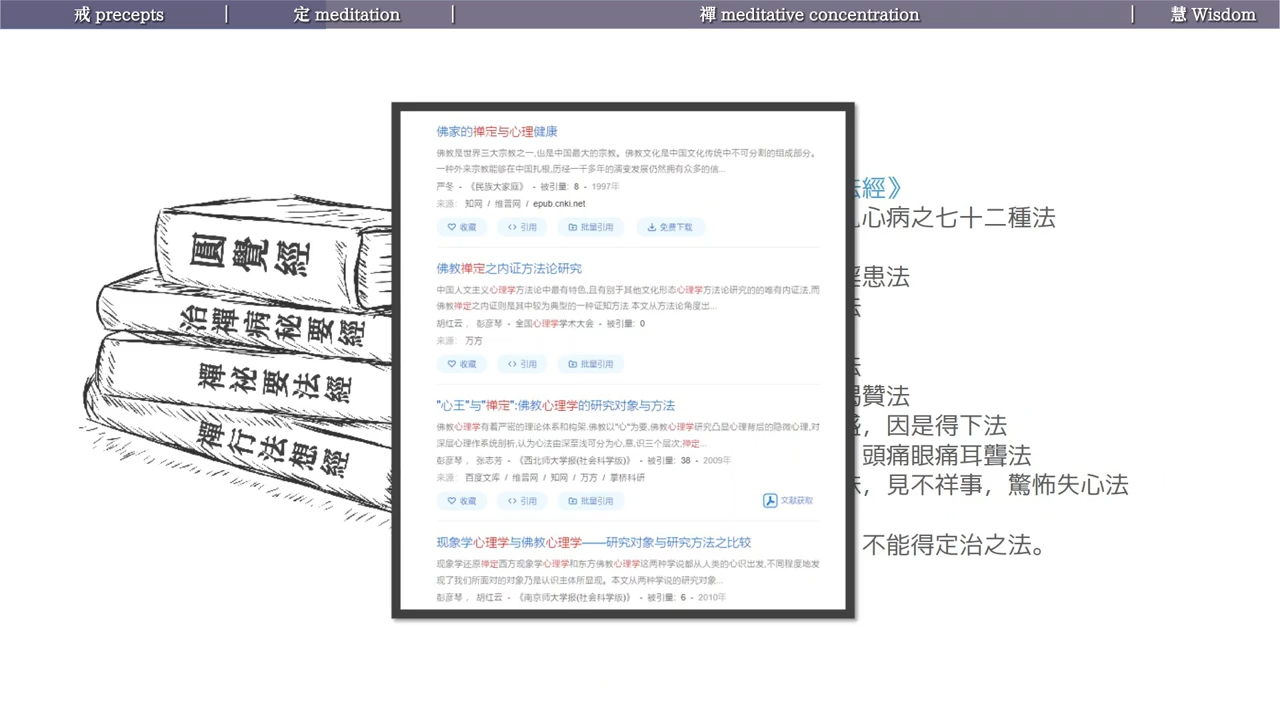 戒 precepts | 定 meditation | 禪 meditative concentration | 慧 Wisdom
圓覺經
治禪病秘要經
禪祕要法經
禪行法想經
佛家的禅定与心理健康
佛教是世界三大宗教之一,也是中国最大的宗教。佛教文化是中国文化传统中不可分割的组成部分。
一种外来宗教能够在中国扎根,历经一千多年的演变发展仍然拥有众多的信...
严冬 - 《民族大家庭》 - 被引量: 8 - 1997年
来源: 知网 / 维普网 / epub.cnki.net
收藏 <> 引用 批量引用 免费下载
佛教禅定之内证方法论研究
中国人文主义心理学方法论中最有特色,且有别于其他文化形态心理学方法论研究的的唯有内证法,而
佛教禅定之内证则是其中较为典型的一种证知方法.本文从方法论角度出...
胡红云 , 彭彦琴 - 全国心理学学术大会 - 被引量: 0
来源: 万方
收藏 <> 引用 批量引用
"心王"与"禅定":佛教心理学的研究对象与方法
佛教心理学有着严密的理论体系和构架.佛教以"心"为要,佛教心理学研究凸显心理背后的隐微心理,对
深层心理作系统剖析,认为心法由深至浅可分为心,意,识三个层次;禅定...
彭彦琴 , 张志芳 - 《西北师大学报(社会科学版)》 - 被引量: 38 - 2009年
来源: 百度文库 / 维普网 / 知网 / 万方 / 掌桥科研
收藏 <> 引用 批量引用 文献获取
现象学心理学与佛教心理学——研究对象与研究方法之比较
现象学还原禅定西方现象学心理学和东方佛教心理学这两种学说都从人类的心识出发,不同程度地发
现了我们所面对的对象乃是认识主体所显现。本文从两种学说的研究对象...
彭彦琴 , 胡红云 - 《南京师大学报(社会科学版)》 - 被引量: 6 - 2010年
經》
心病之七十二種法
患法
讚法
，因是得下法
頭痛眼痛耳聾法
，見不祥事，驚怖失心法
不能得定治之法。